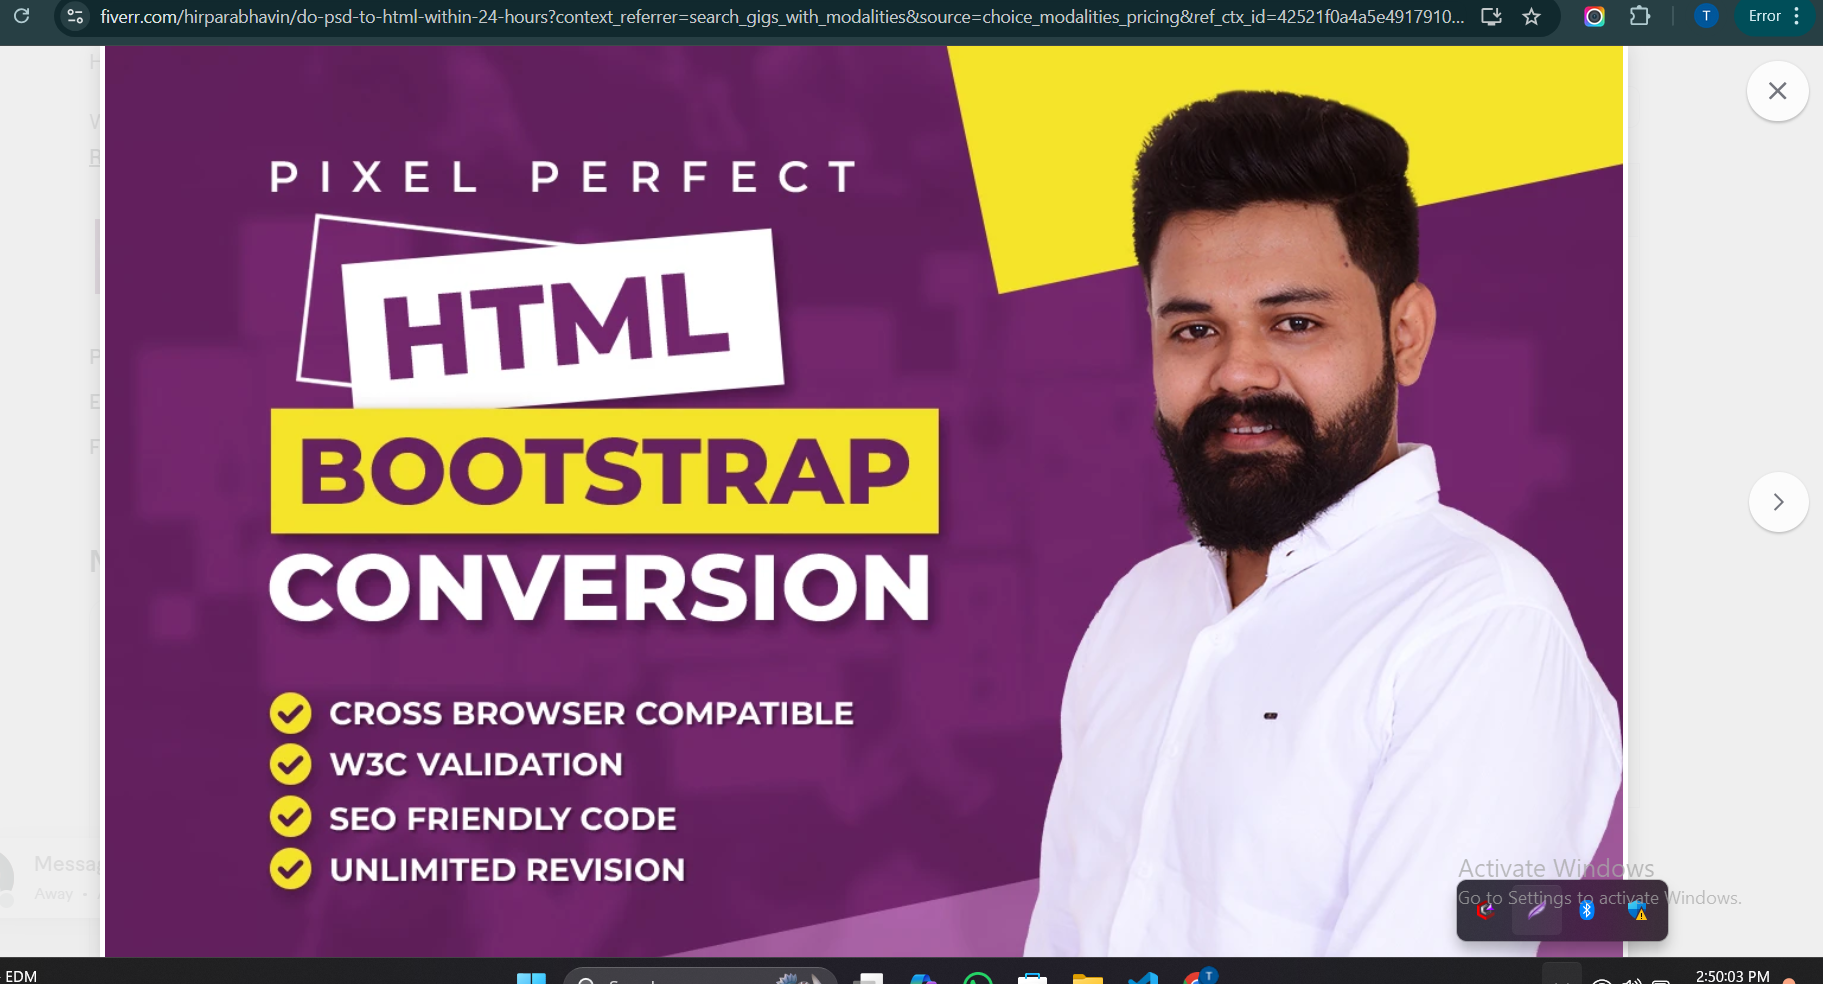 fiverr.com/hirparabhavin/do-psd-to-html-within-24-hours?context_referrer=search_gigs_with_modalities&source=choice_modalities_pricing&ref_ctx_id=42521f0a4a5e4917910...
T
Error
PIXEL PERFECT
HTML
BOOTSTRAP
CONVERSION
CROSS BROWSER COMPATIBLE
W3C VALIDATION
SEO FRIENDLY CODE
UNLIMITED REVISION
Away
Activate Windows
Go to Settings to activate Windows.
EDM
T
2:50:03 PM